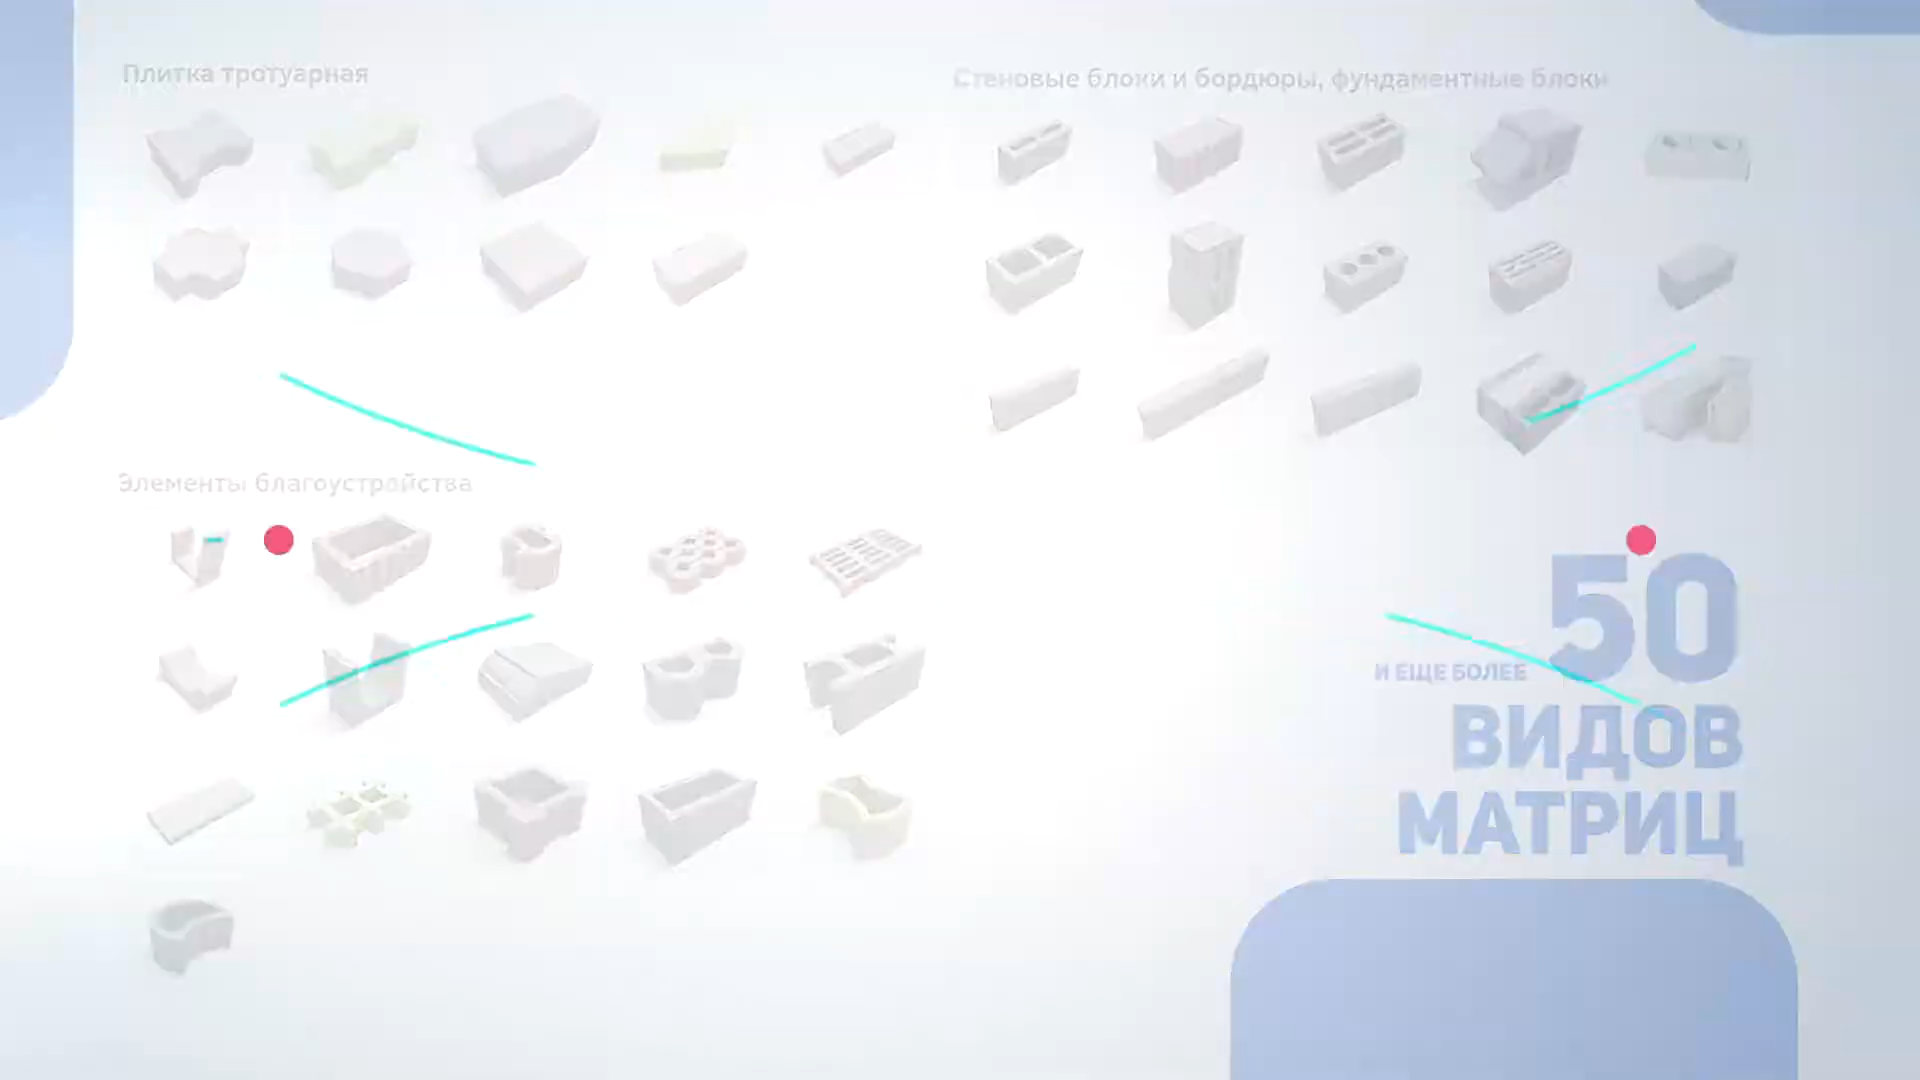 Плитка тротуарная
Стеновые блоки и бордюры, фундаментные блоки
Элементы благоустройства
И ЕЩЕ БОЛЕЕ 50
ВИДОВ
МАТРИЦ